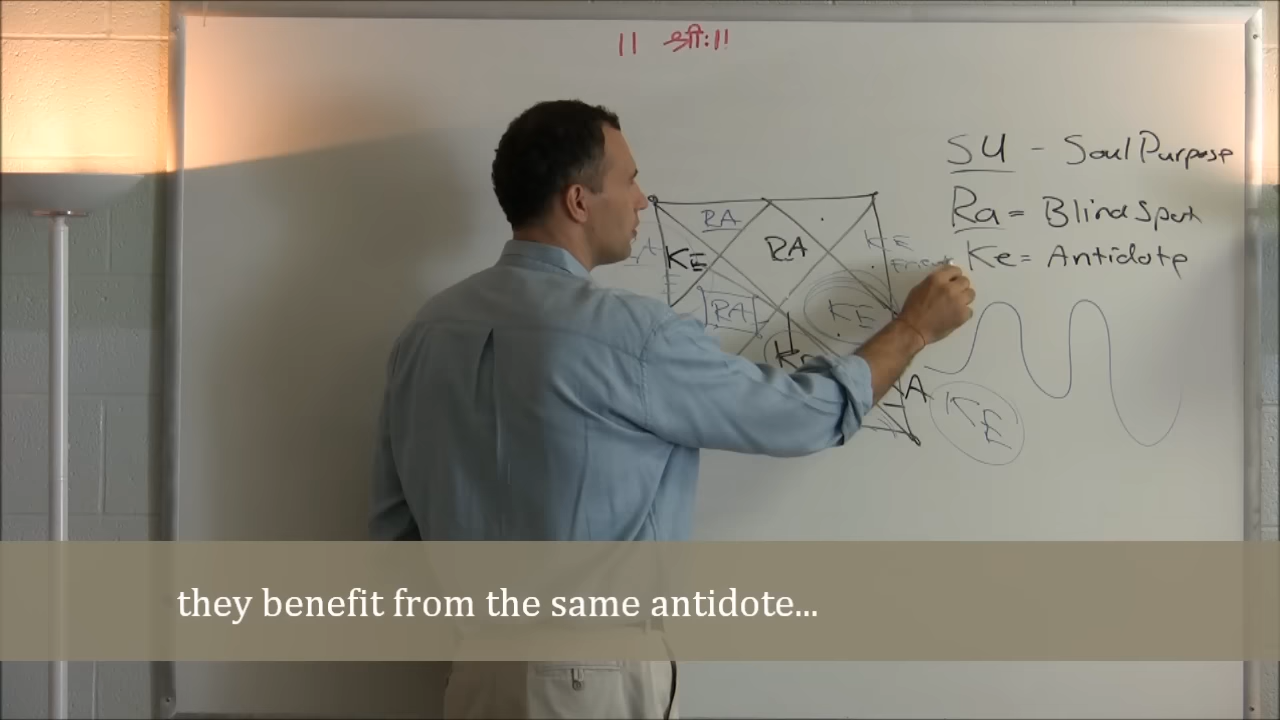 || श्रीः ||
SU - Soul Purpose
RA
Ra = Blind Spot
KE
RA
KE
Ke = Antidote
RA
KE
Ke
A
KE
they benefit from the same antidote...